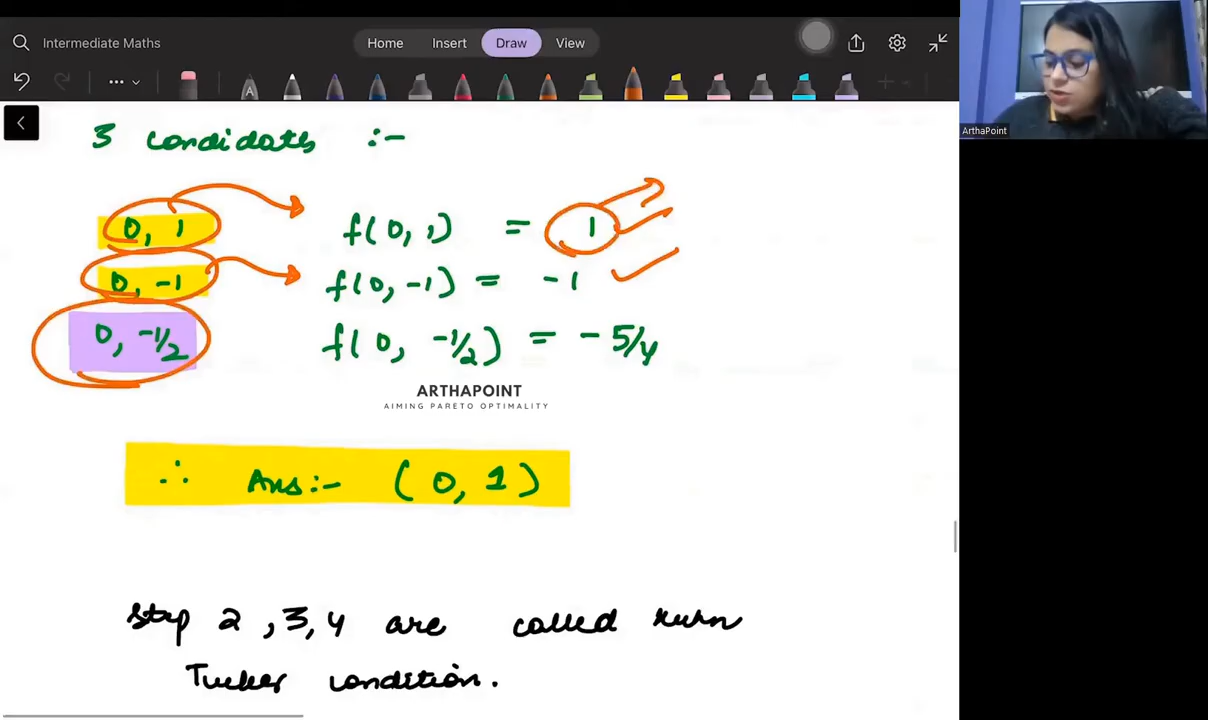 Intermediate Maths
Home Insert Draw View
A
ArthaPoint
3 candidates :-
0, 1 f(0, 1) = 1
0, -1 f(0, -1) = -1
0, -1/2 f(0, -1/2) = - 5/4
ARTHAPOINT
AIMING PARETO OPTIMALITY
∴ Ans:- (0, 1)
Step 2, 3, 4 are called Kuhn
Tucker condition.